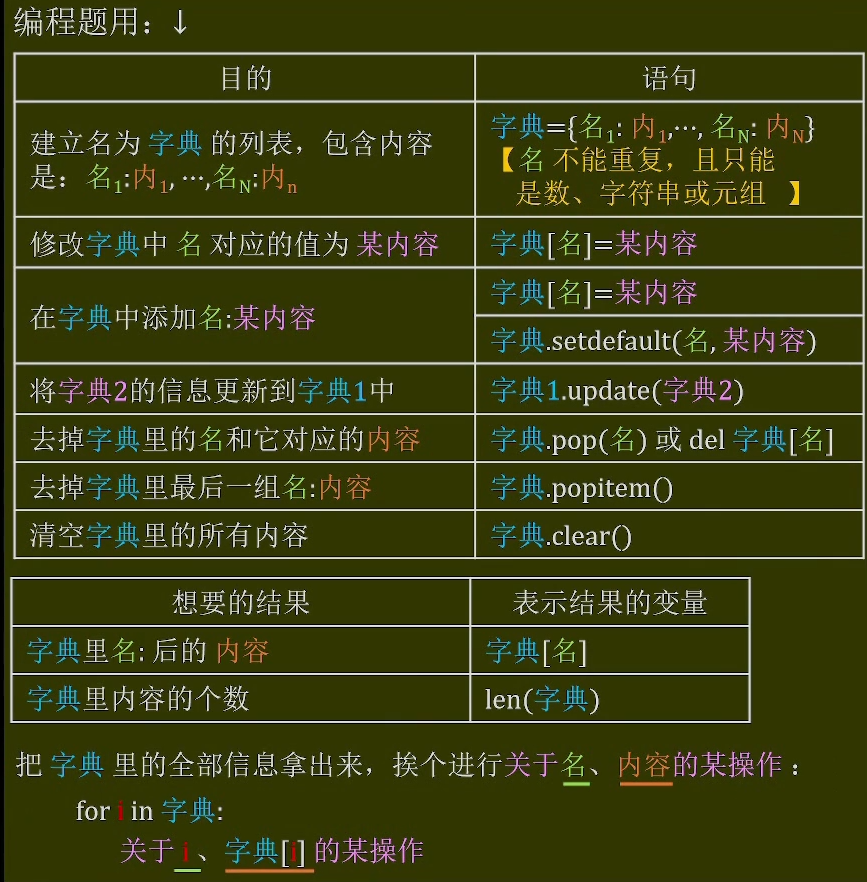 编程题用：↓
目的 语句
建立名为 字典 的列表，包含内容
是：名1:内1, ⋯,名N:内n
字典={名1: 内1,⋯, 名N: 内N}
【名 不能重复，且只能
是数、字符串或元组 】
修改字典中 名 对应的值为 某内容 字典[名]=某内容
在字典中添加名:某内容
字典[名]=某内容
字典.setdefault(名, 某内容)
将字典2的信息更新到字典1中 字典1.update(字典2)
去掉字典里的名和它对应的内容 字典.pop(名) 或 del 字典[名]
去掉字典里最后一组名:内容 字典.popitem()
清空字典里的所有内容 字典.clear()
想要的结果 表示结果的变量
字典里名: 后的 内容 字典[名]
字典里内容的个数 len(字典)
把 字典 里的全部信息拿出来，挨个进行关于名、内容的某操作：
for i in 字典:
关于 i 、字典[i] 的某操作